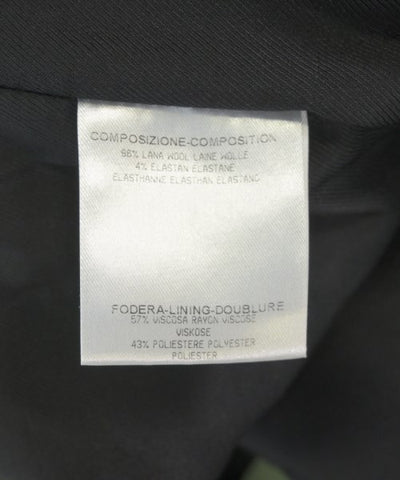 COMPOSIZIONE-COMPOSITION
96% LANA WOOL LAINE WOLLE
4% ELASTAN ELASTANE
ELASTHANNE ELASTHAN ELASTANO
FODERA-LINING-DOUBLURE
57% VISCOSA RAYON VISCOSE
VISKOSE
43% POLIESTERE POLYESTER
POLIESTER